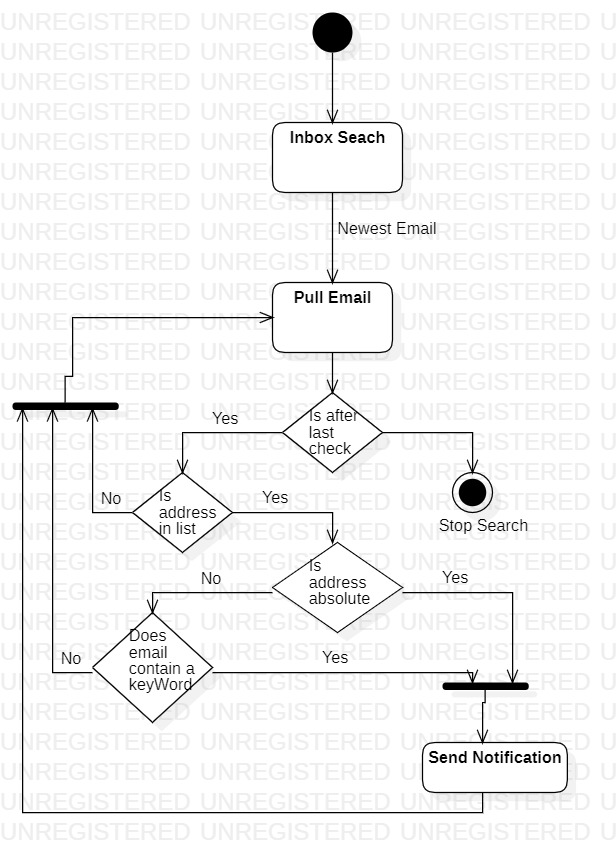 Inbox Seach
Newest Email
Pull Email
Is after
last
check
Yes
Stop Search
Is
address
in list
No
Yes
Is
address
absolute
No
Yes
Does
email
contain a
keyWord
No
Yes
Send Notification
UNREGISTERED